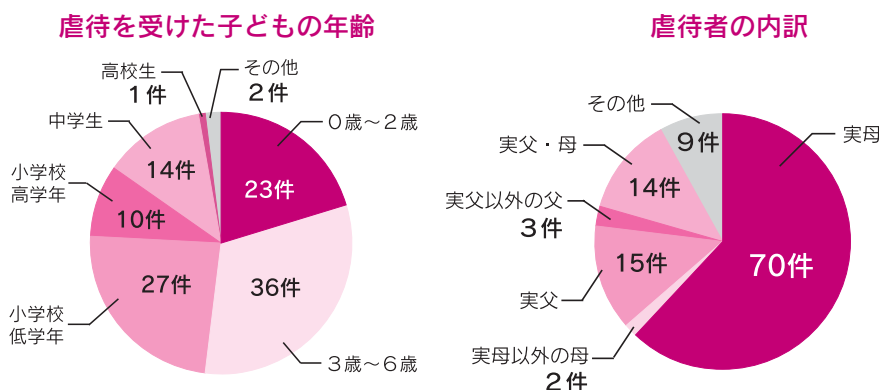 虐待を受けた子どもの年齢
高校生
1件
その他
2件
0歳〜2歳
中学生
14件
23件
小学校
高学年
10件
27件
36件
小学校
低学年
3歳〜6歳
虐待者の内訳
その他
9件
実母
実父・母
14件
実父以外の父
3件
15件
70件
実父
実母以外の母
2件